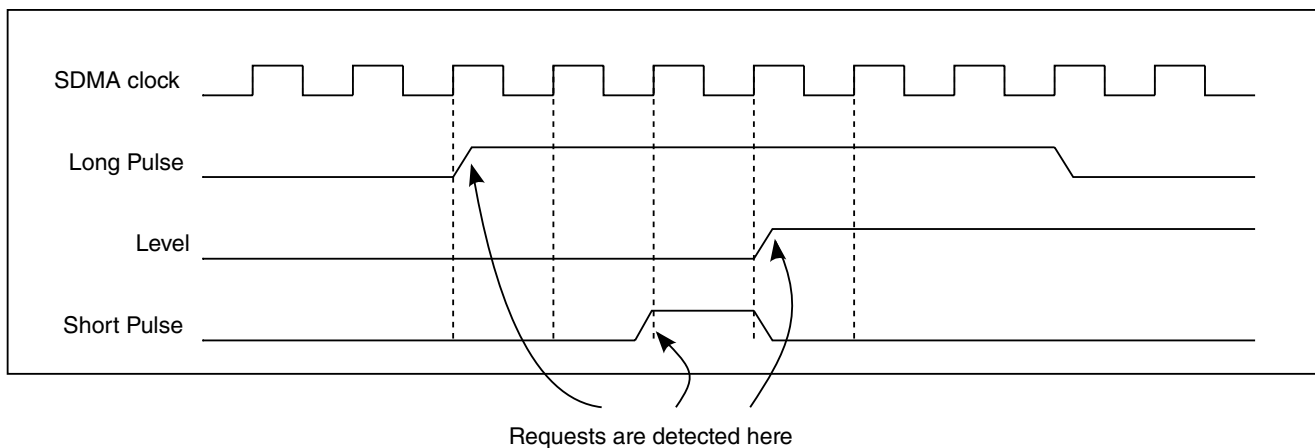 SDMA clock
Long Pulse
Level
Short Pulse
Requests are detected here